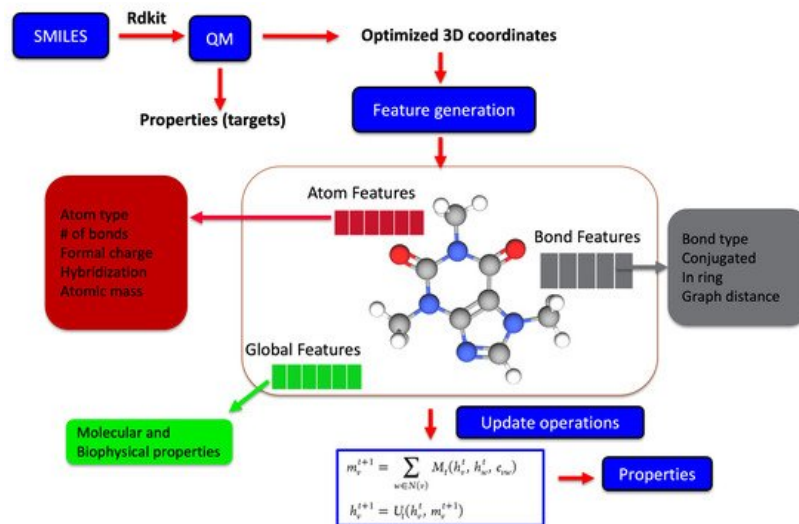 Rdkit
SMILES
QM
Optimized 3D coordinates
Properties (targets)
Feature generation
Atom Features
Atom type
# of bonds
Formal charge
Hybridization
Atomic mass
Bond Features
Bond type
Conjugated
In ring
Graph distance
Global Features
Molecular and
Biophysical properties
Update operations
m_v^{t+1} = ∑_{w∈N(v)} M_t(h_v^t, h_w^t, e_{vw})
h_v^{t+1} = U_t(h_v^t, m_v^{t+1})
Properties